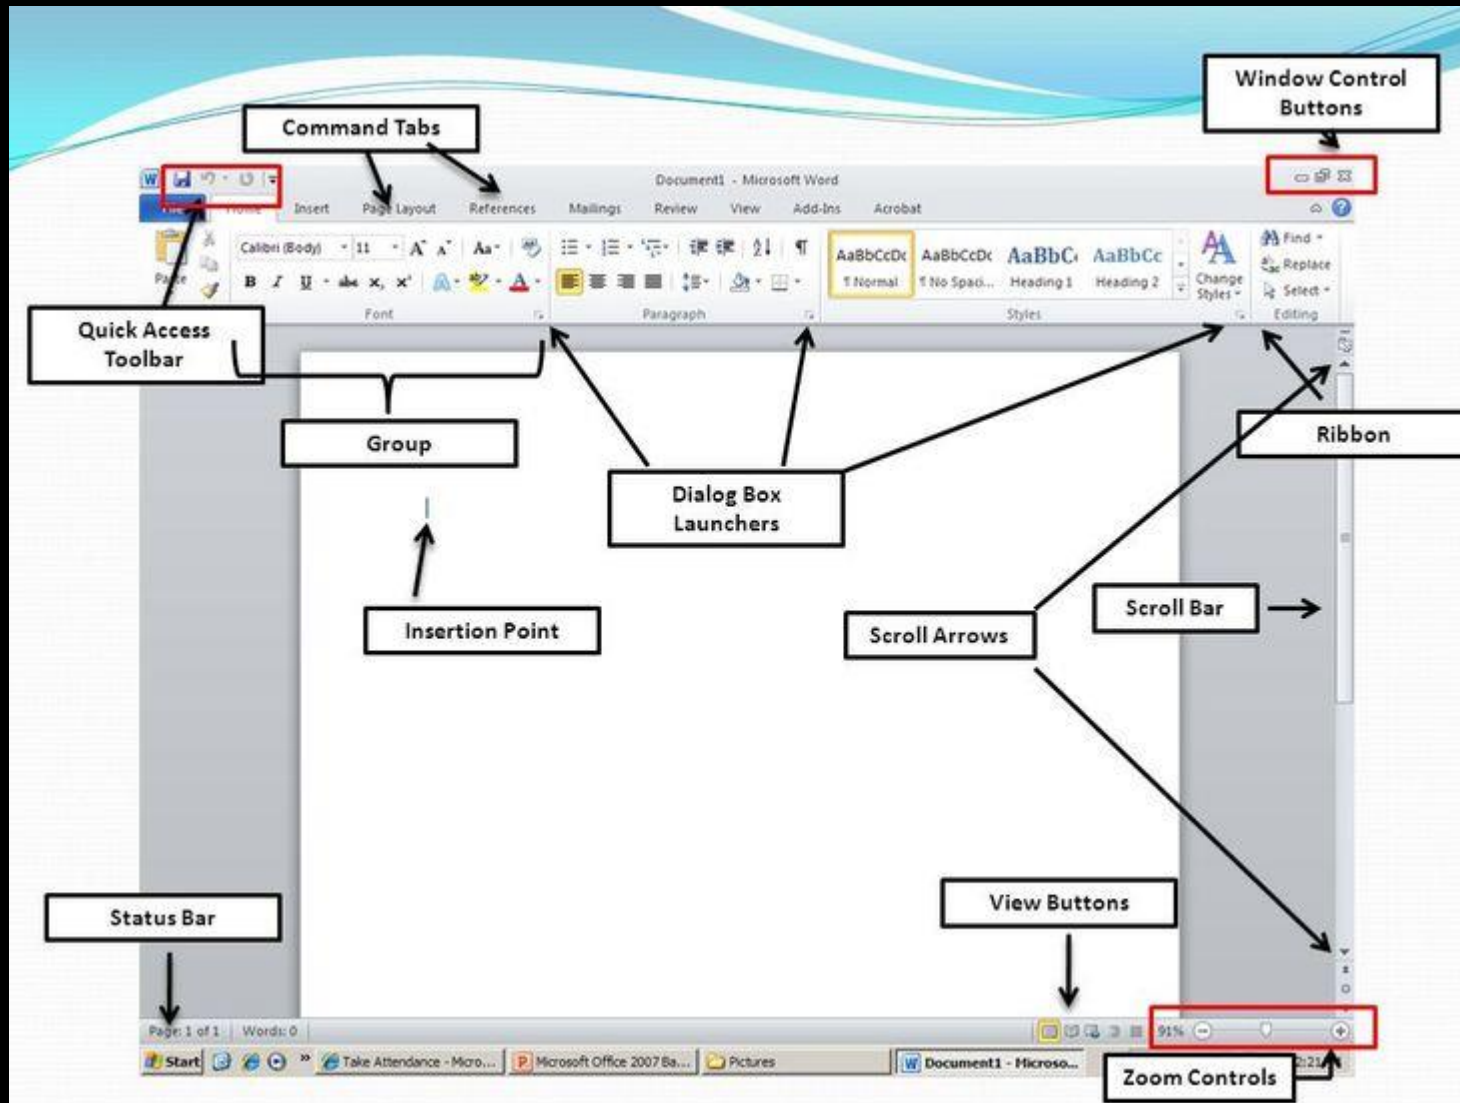 Window Control
Buttons
Command Tabs
Document1 - Microsoft Word
Insert Page Layout References Mailings Review View Add-Ins Acrobat
Calibri (Body) 11 A A Aa
AaBbCcDc AaBbCcDc AaBbC AaBbCc
Find
Replace
Select
B I U abc x, x² A A
¶ Normal ¶ No Spaci... Heading 1 Heading 2
Change
Styles
Font Paragraph Styles Editing
Quick Access
Toolbar
Group
Ribbon
Dialog Box
Launchers
Insertion Point
Scroll Arrows
Scroll Bar
Status Bar
View Buttons
Page: 1 of 1 Words: 0 91%
Start Take Attendance - Micro... Microsoft Office 2007 Ba... Pictures Document1 - Microso...
Zoom Controls